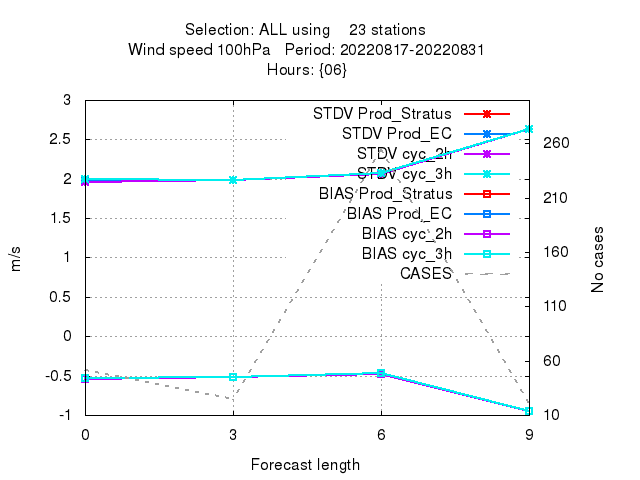 Selection: ALL using 23 stations
Wind speed 100hPa Period: 20220817-20220831
Hours: {06}
3
2.5
2
1.5
1
0.5
0
-0.5
-1
m/s
STDV Prod_Stratus
STDV Prod_EC
STDV cyc_2h
STDV cyc_3h
BIAS Prod_Stratus
BIAS Prod_EC
BIAS cyc_2h
BIAS cyc_3h
CASES
260
210
160
110
60
10
No cases
0 3 6 9
Forecast length